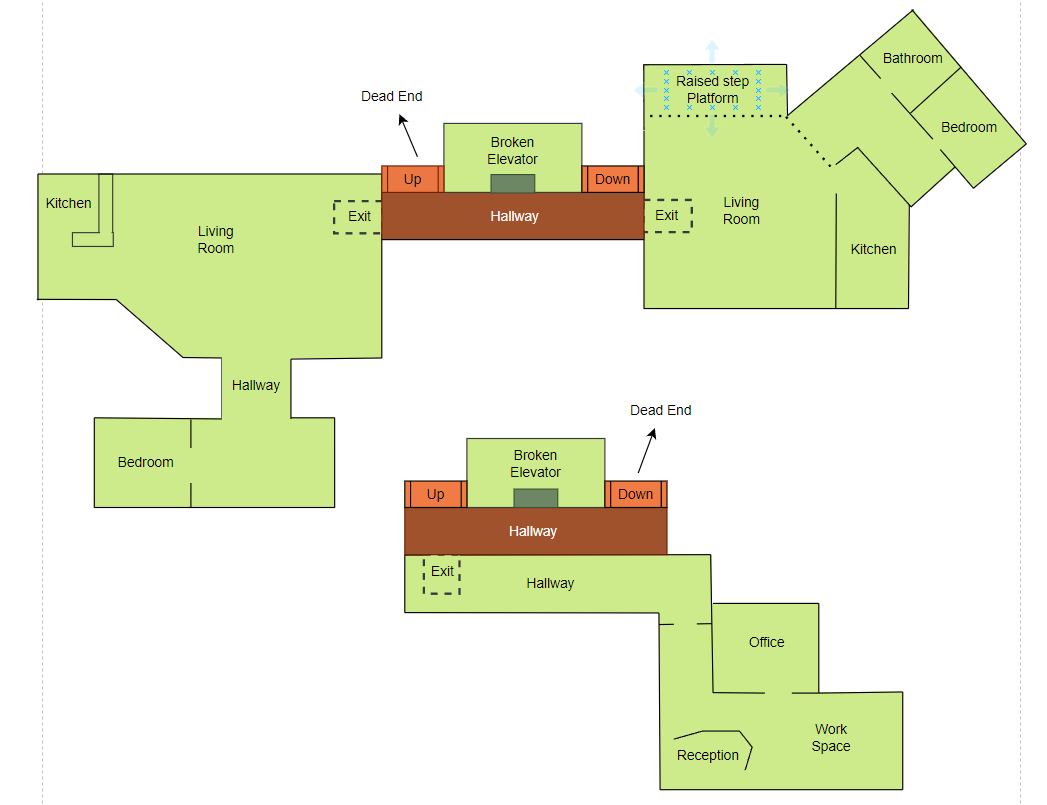 Bathroom
Raised step
Platform
Dead End
Bedroom
Broken
Elevator
Up
Down
Kitchen
Living
Room
Exit
Hallway
Exit
Living
Room
Kitchen
Hallway
Dead End
Bedroom
Broken
Elevator
Up
Down
Hallway
Exit
Hallway
Office
Work
Space
Reception